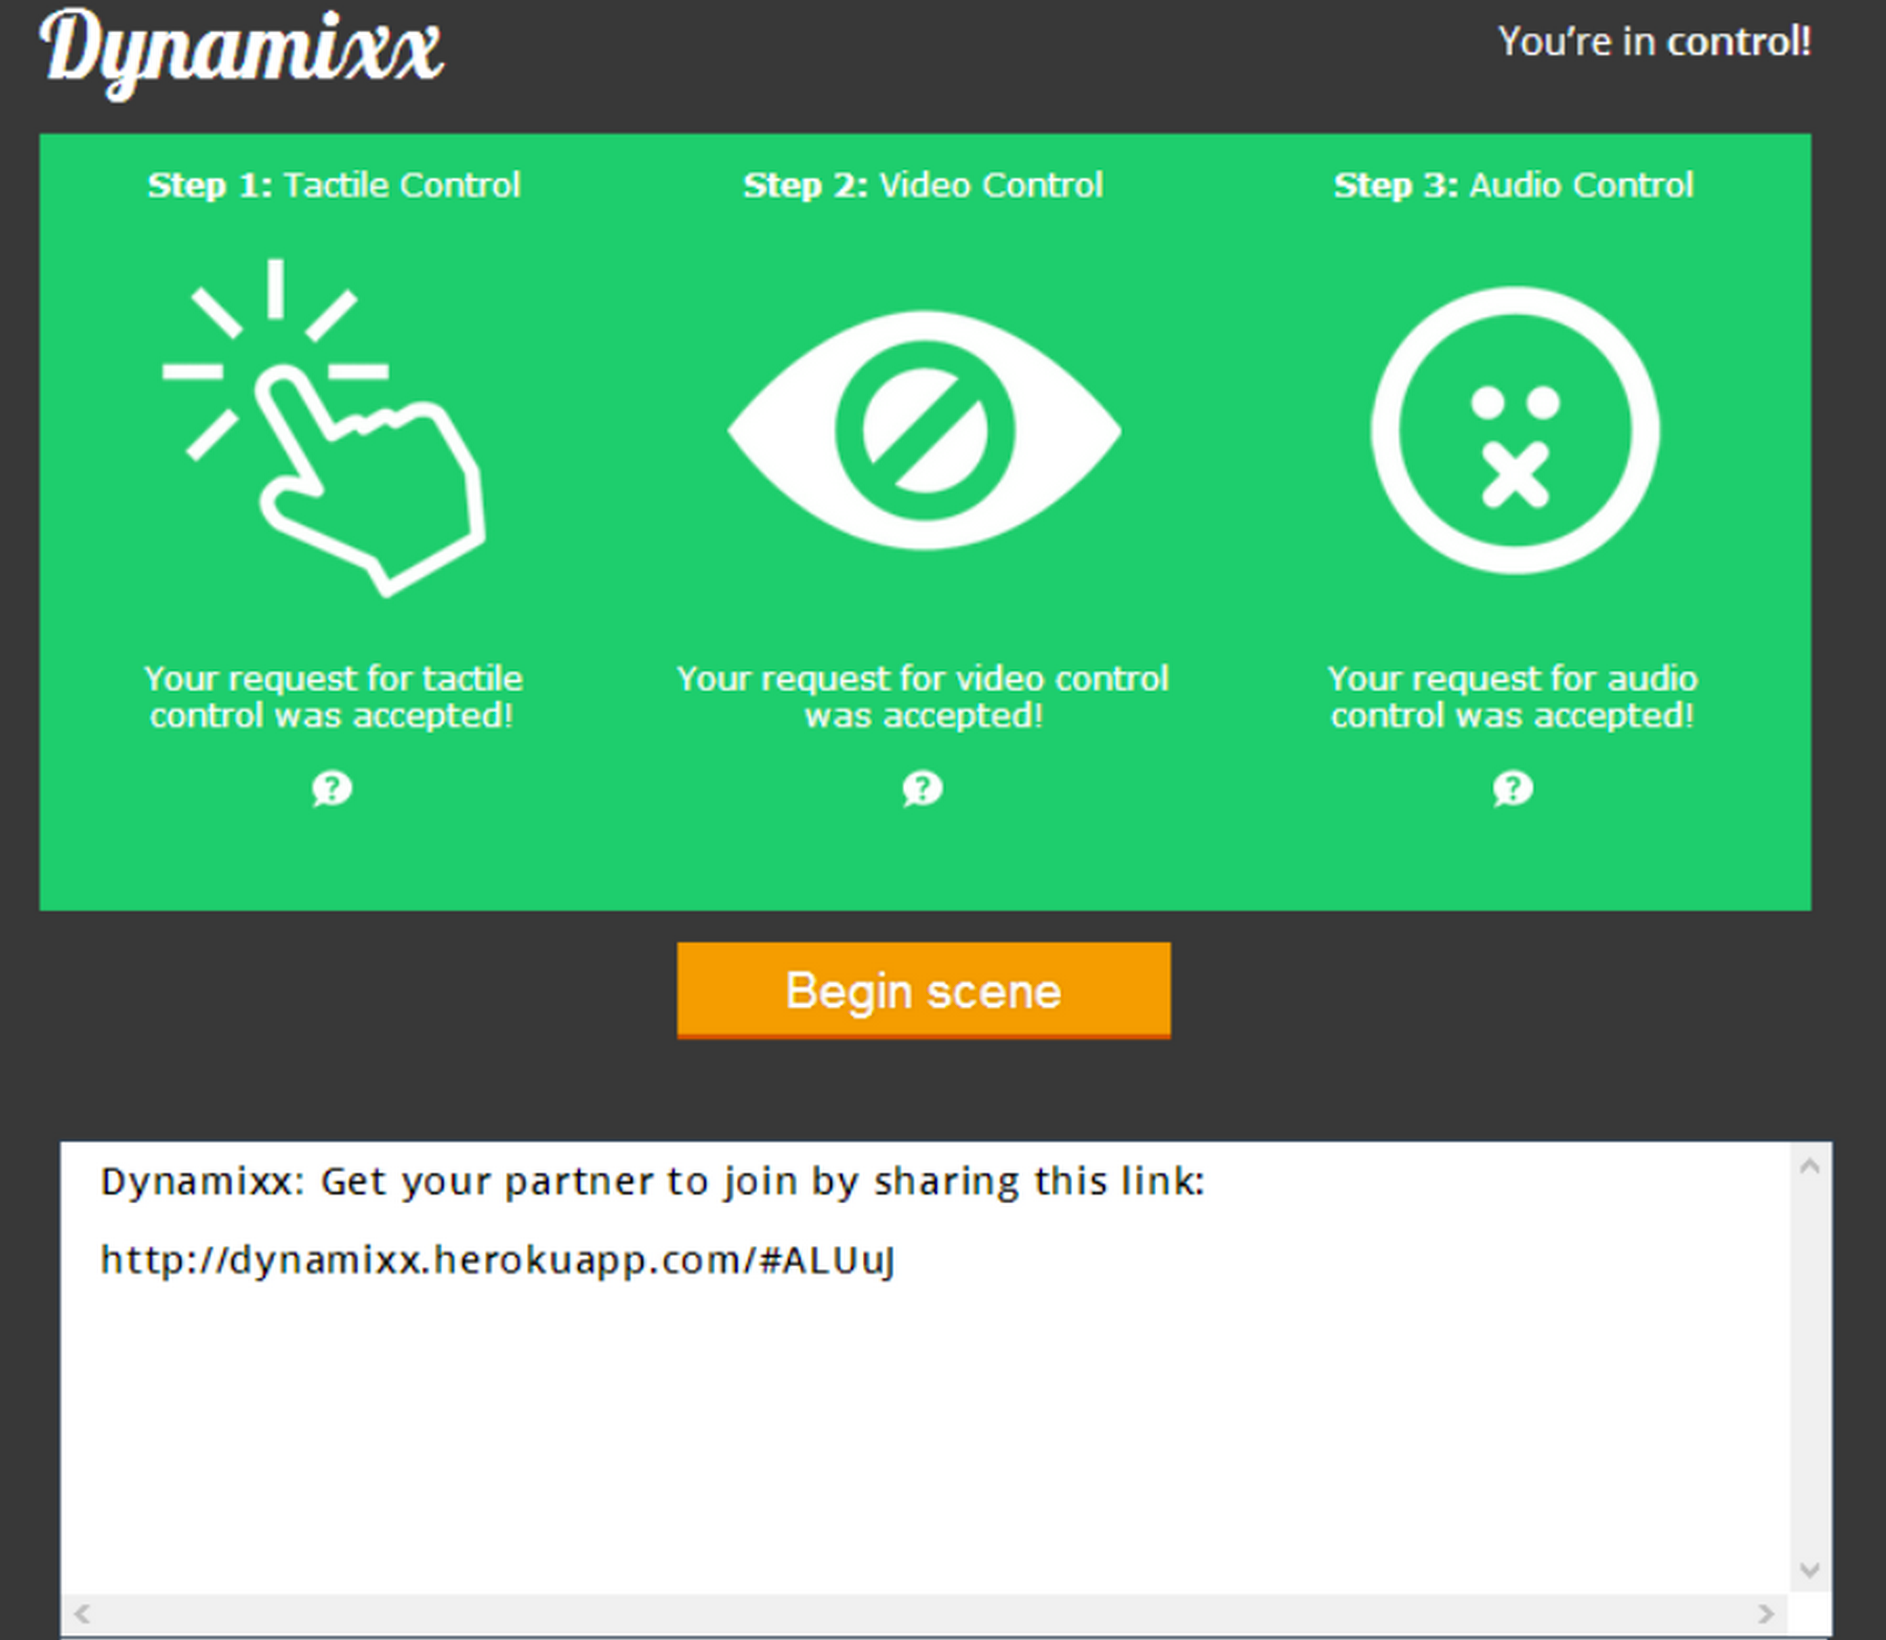 Dynamixx
You're in control!
Step 1: Tactile Control
Step 2: Video Control
Step 3: Audio Control
Your request for tactile
control was accepted!
Your request for video control
was accepted!
Your request for audio
control was accepted!
?
?
?
Begin scene
Dynamixx: Get your partner to join by sharing this link:
http://dynamixx.herokuapp.com/#ALUuJ